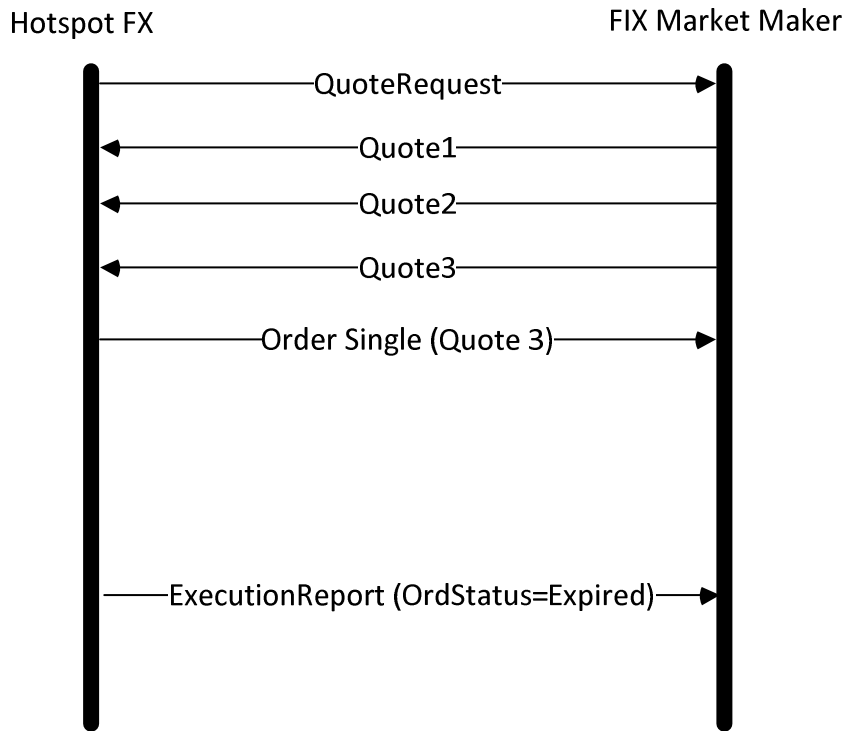 Hotspot FX
FIX Market Maker
QuoteRequest
Quote1
Quote2
Quote3
Order Single (Quote 3)
ExecutionReport (OrdStatus=Expired)